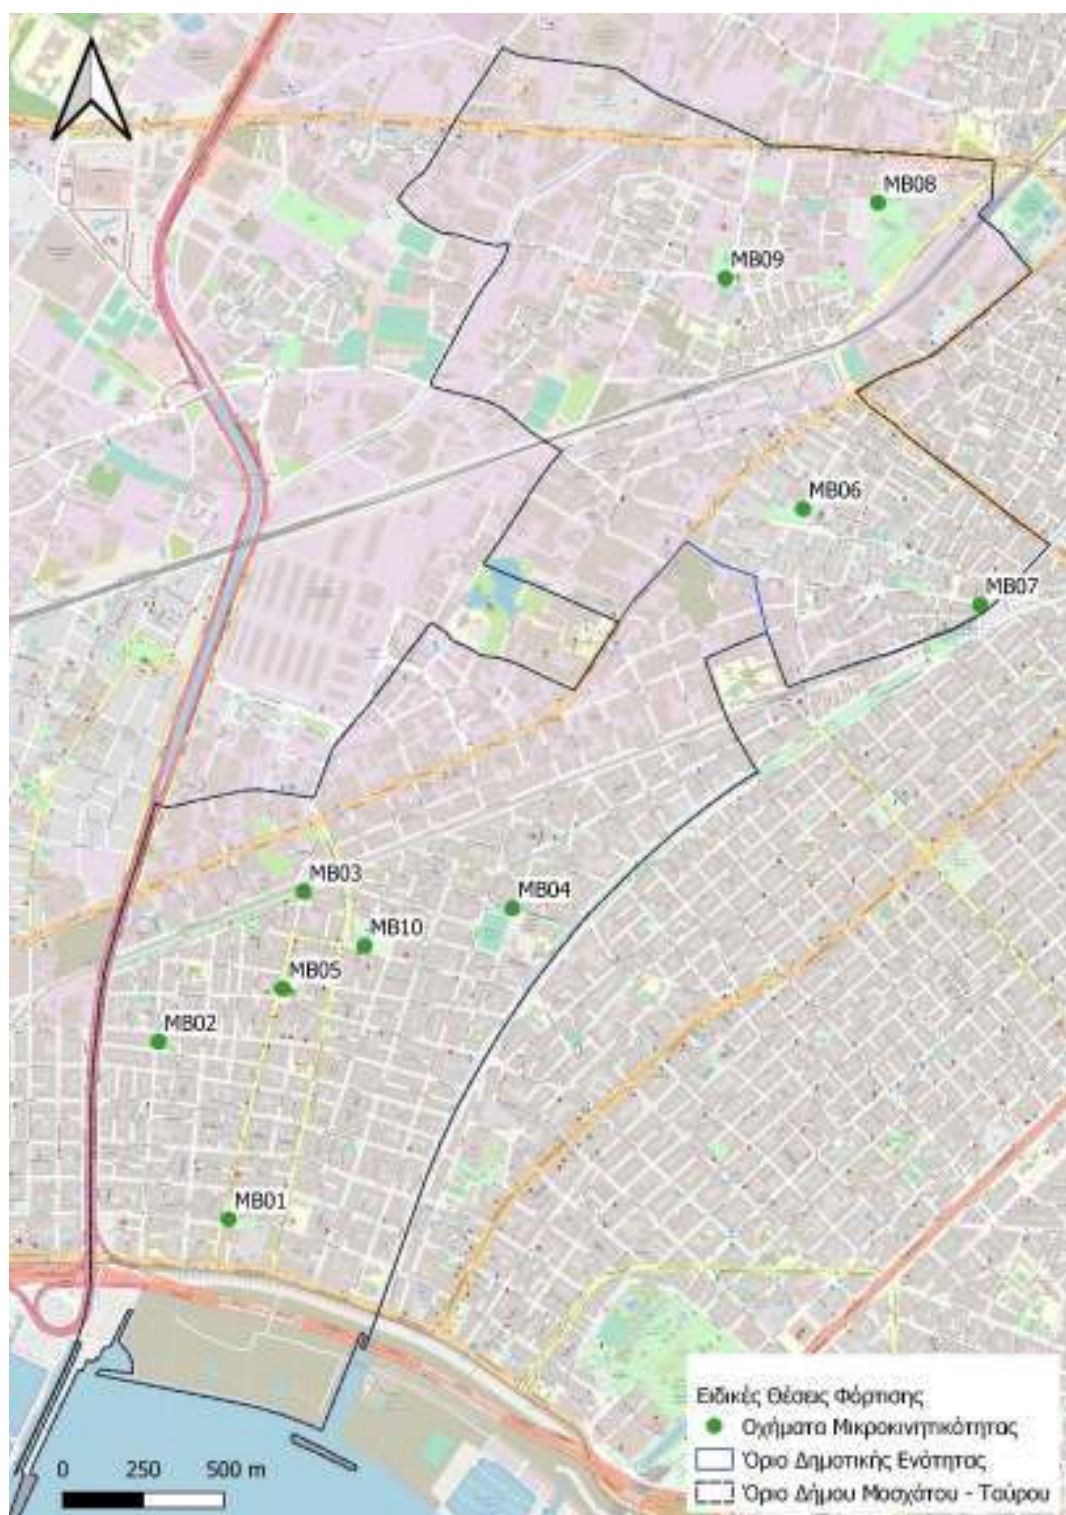 MB08
MB09
MB06
MB07
MB03
MB04
MB10
MB05
MB02
MB01
Ειδικές Θέσεις Φόρτισης
Οχήματα Μικροκινητικότητας
Όριο Δημοτικής Ενότητας
Όριο Δήμου Μοσχάτου - Ταύρου
0 250 500 m